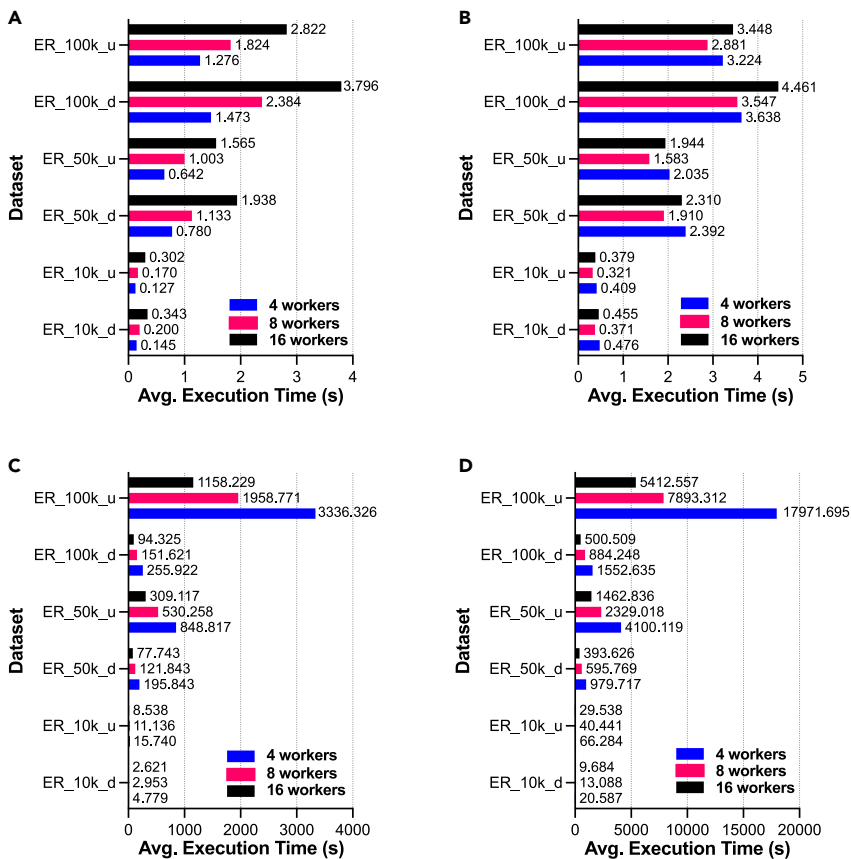 A
Dataset
ER_100k_u
2.822
1.824
1.276
ER_100k_d
3.796
2.384
1.473
ER_50k_u
1.565
1.003
0.642
ER_50k_d
1.938
1.133
0.780
ER_10k_u
0.302
0.170
0.127
ER_10k_d
0.343
0.200
0.145
4 workers
8 workers
16 workers
0 1 2 3 4
Avg. Execution Time (s)
B
Dataset
ER_100k_u
3.448
2.881
3.224
ER_100k_d
4.461
3.547
3.638
ER_50k_u
1.944
1.583
2.035
ER_50k_d
2.310
1.910
2.392
ER_10k_u
0.379
0.321
0.409
ER_10k_d
0.455
0.371
0.476
4 workers
8 workers
16 workers
0 1 2 3 4 5
Avg. Execution Time (s)
C
Dataset
ER_100k_u
1158.229
1958.771
3336.326
ER_100k_d
94.325
151.621
255.922
ER_50k_u
309.117
530.258
848.817
ER_50k_d
77.743
121.843
195.843
ER_10k_u
8.538
11.136
15.740
ER_10k_d
2.621
2.953
4.779
4 workers
8 workers
16 workers
0 1000 2000 3000 4000
Avg. Execution Time (s)
D
Dataset
ER_100k_u
5412.557
7893.312
17971.695
ER_100k_d
500.509
884.248
1552.635
ER_50k_u
1462.836
2329.018
4100.119
ER_50k_d
393.626
595.769
979.717
ER_10k_u
29.538
40.441
66.284
ER_10k_d
9.684
13.088
20.587
4 workers
8 workers
16 workers
0 5000 10000 15000 20000
Avg. Execution Time (s)